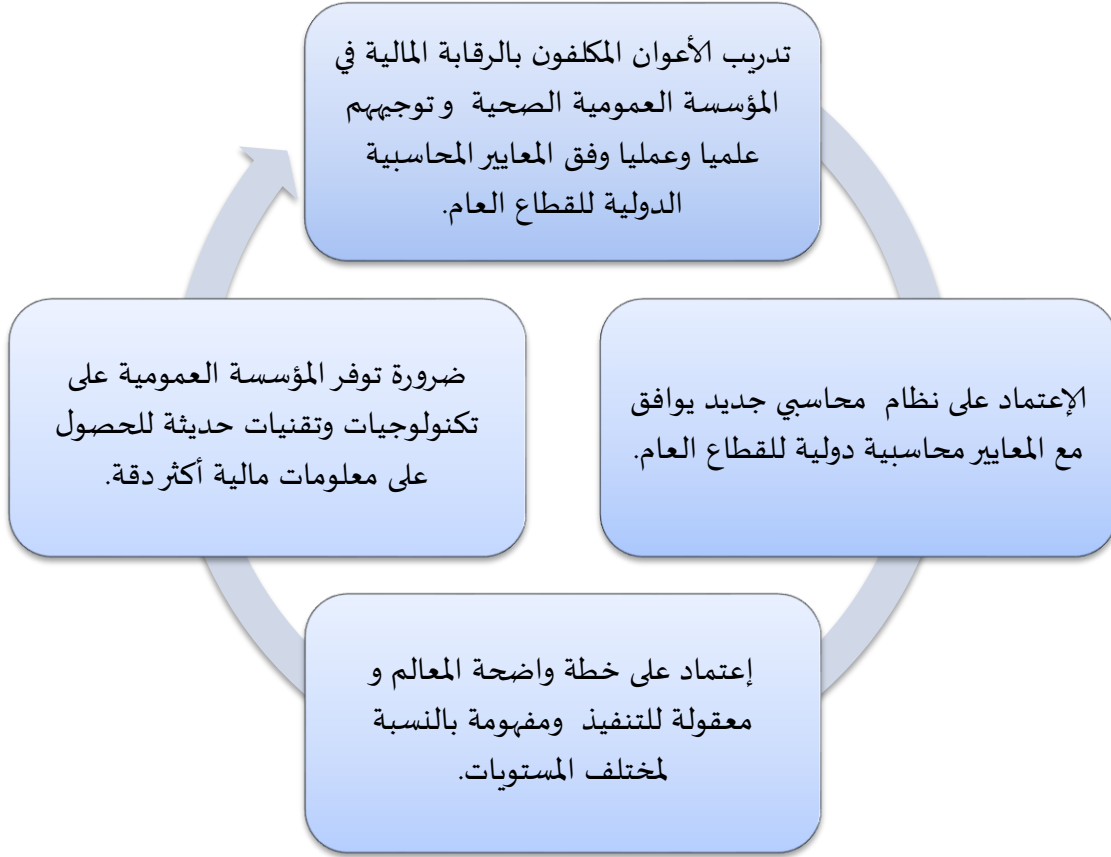 تدريب الأعوان المكلفون بالرقابة المالية في
المؤسسة العمومية الصحية و توجيههم
علميا وعمليا وفق المعايير المحاسبية
الدولية للقطاع العام.
الإعتماد على نظام محاسبي جديد يوافق
مع المعايير محاسبية دولية للقطاع العام.
إعتماد على خطة واضحة المعالم و
معقولة للتنفيذ ومفهومة بالنسبة
لمختلف المستويات.
ضرورة توفر المؤسسة العمومية على
تكنولوجيات وتقنيات حديثة للحصول
على معلومات مالية أكثر دقة.